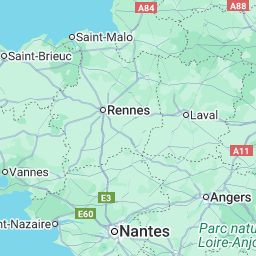 A84
A88
Saint-Malo
Saint-Brieuc
Rennes
Laval
A11
Vannes
E3
Angers
E60
nt-Nazaire
Nantes
Parc natu
Loire-Anjo